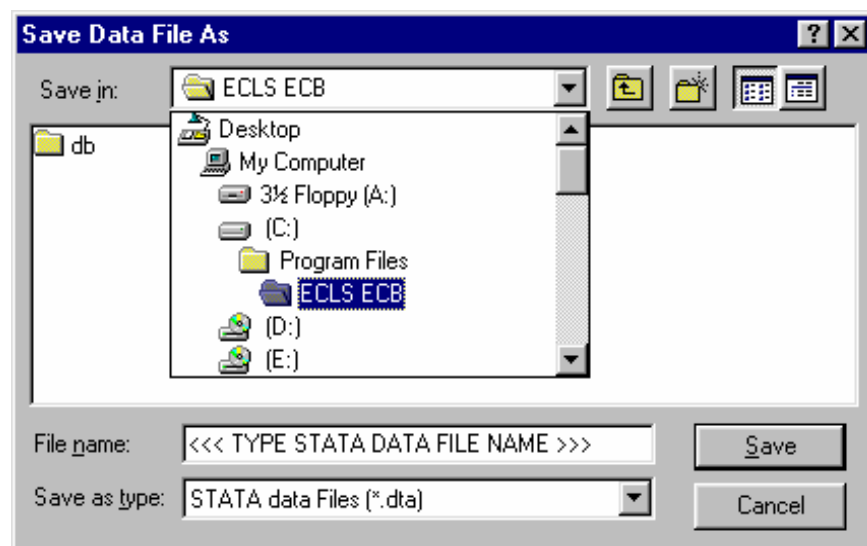 Save Data File As
Save in: ECLS ECB
db
Desktop
My Computer
3½ Floppy (A:)
(C:)
Program Files
ECLS ECB
(D:)
(E:)
File name: <<< TYPE STATA DATA FILE NAME >>> Save
Save as type: STATA data Files (*.dta) Cancel